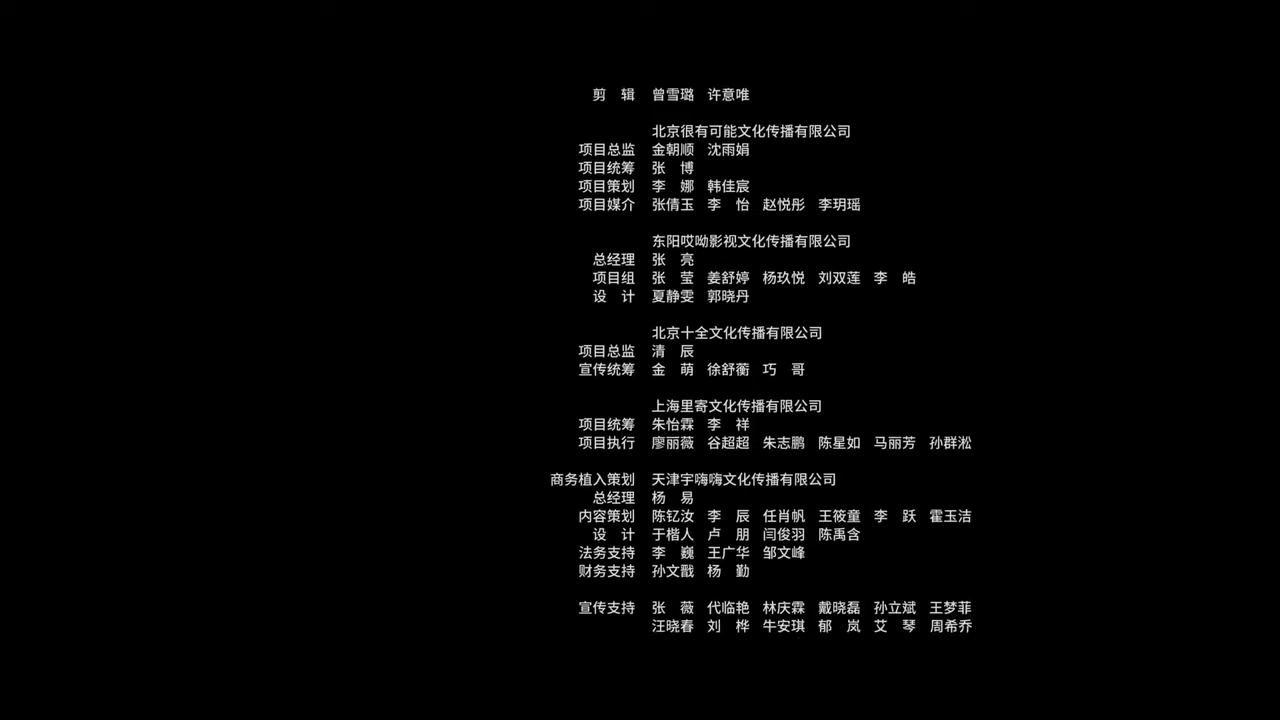 剪　辑　曾雪璐　许意唯
北京很有可能文化传播有限公司
项目总监　金朝顺　沈雨娟
项目统筹　张　博
项目策划　李　娜　韩佳宸
项目媒介　张倩玉　李　怡　赵悦彤　李玥瑶
东阳哎呦影视文化传播有限公司
总经理　张　亮
项目组　张　莹　姜舒婷　杨玖悦　刘双莲　李　皓
设　计　夏静雯　郭晓丹
北京十全文化传播有限公司
项目总监　清　辰
宣传统筹　金　萌　徐舒蘅　巧　哥
上海里寄文化传播有限公司
项目统筹　朱怡霖　李　祥
项目执行　廖丽薇　谷超超　朱志鹏　陈星如　马丽芳　孙群淞
商务植入策划　天津宇嗨嗨文化传播有限公司
总经理　杨　易
内容策划　陈钇汝　李　辰　任肖帆　王筱童　李　跃　霍玉洁
设　计　于楷人　卢　朋　闫俊羽　陈禹含
法务支持　李　巍　王广华　邹文峰
财务支持　孙文戬　杨　勤
宣传支持　张　薇　代临艳　林庆霖　戴晓磊　孙立斌　王梦菲
汪晓春　刘　桦　牛安琪　郁　岚　艾　琴　周希乔